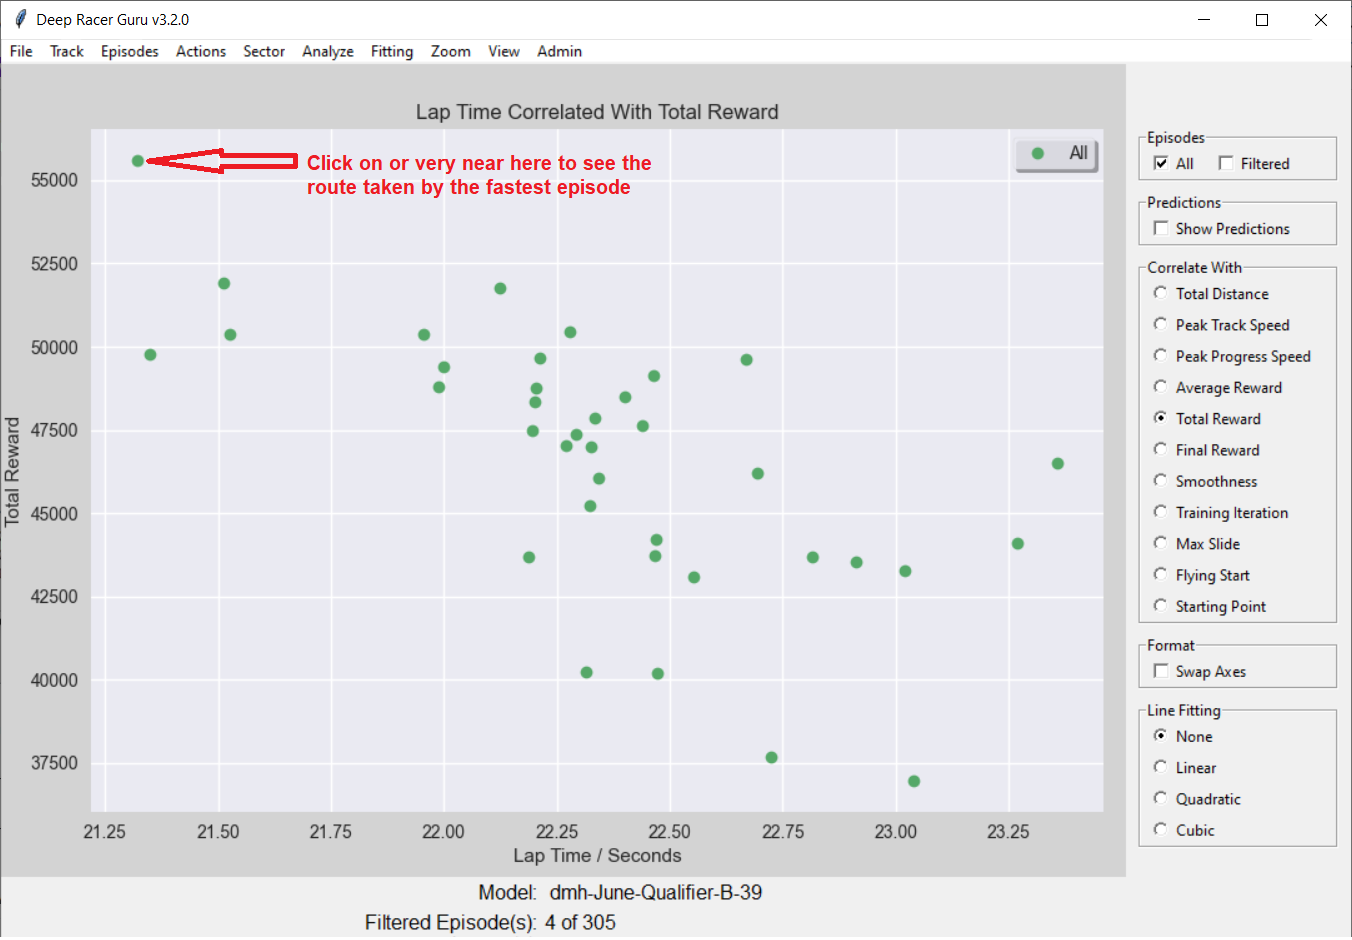 Deep Racer Guru v3.2.0
File Track Episodes Actions Sector Analyze Fitting Zoom View Admin
Lap Time Correlated With Total Reward
All
Click on or very near here to see the
route taken by the fastest episode
55000
52500
50000
47500
45000
42500
40000
37500
Total Reward
21.25 21.50 21.75 22.00 22.25 22.50 22.75 23.00 23.25
Lap Time / Seconds
Episodes
All Filtered
Predictions
Show Predictions
Correlate With
Total Distance
Peak Track Speed
Peak Progress Speed
Average Reward
Total Reward
Final Reward
Smoothness
Training Iteration
Max Slide
Flying Start
Starting Point
Format
Swap Axes
Line Fitting
None
Linear
Quadratic
Cubic
Model: dmh-June-Qualifier-B-39
Filtered Episode(s): 4 of 305